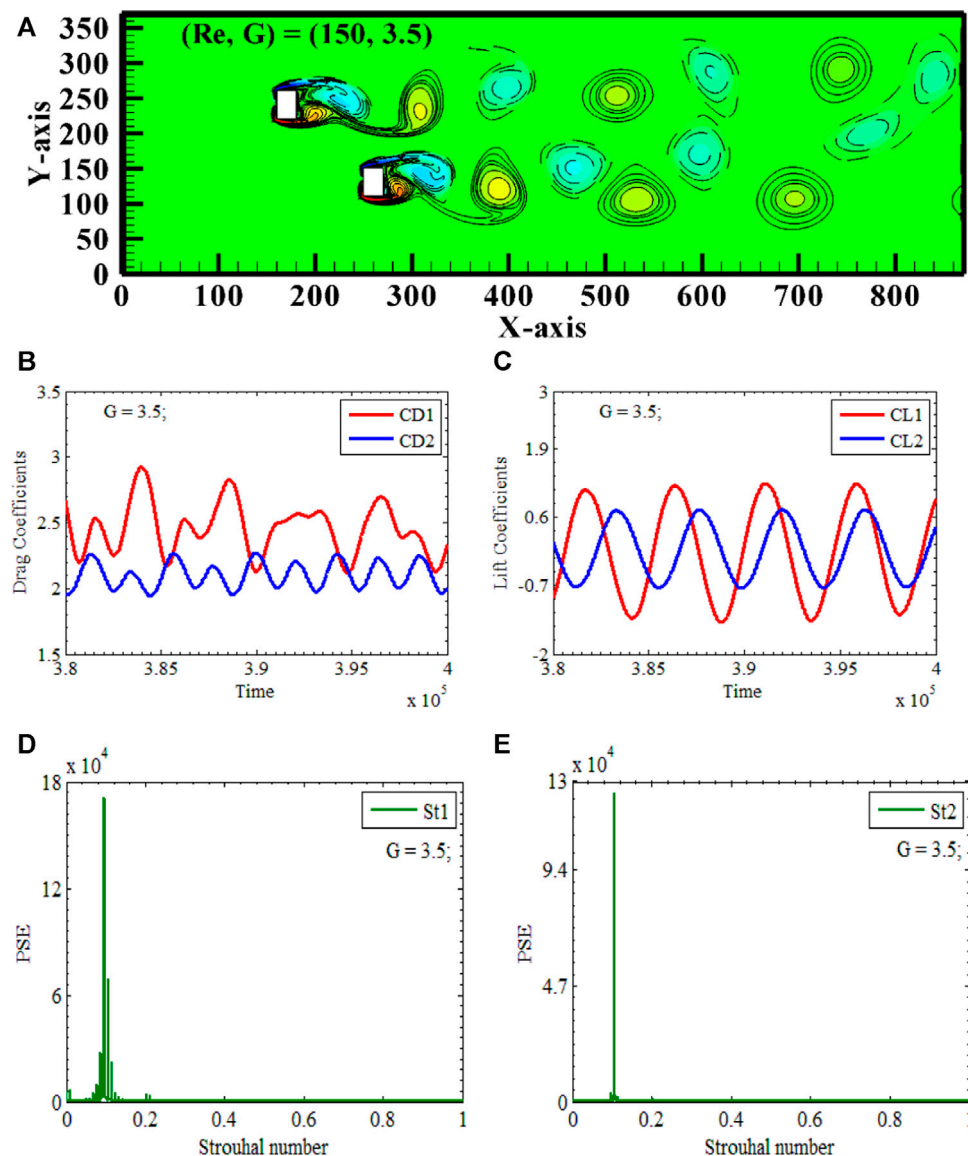 A
(Re, G) = (150, 3.5)
350
300
250
200
150
100
50
0
Y-axis
0 100 200 300 400 500 600 700 800
X-axis
B
3.5
3
2.5
2
1.5
Drag Coefficients
G = 3.5;
CD1
CD2
3.8 3.85 3.9 3.95 4
Time
x 10^5
C
3
1.9
0.6
-0.7
-2
Lift Coefficients
G = 3.5;
CL1
CL2
3.8 3.85 3.9 3.95 4
Time
x 10^5
D
x 10^4
18
12
6
0
PSE
St1
G = 3.5;
0 0.2 0.4 0.6 0.8 1
Strouhal number
E
x 10^4
13
9.4
4.7
0
PSE
St2
G = 3.5;
0 0.2 0.4 0.6 0.8 1
Strouhal number